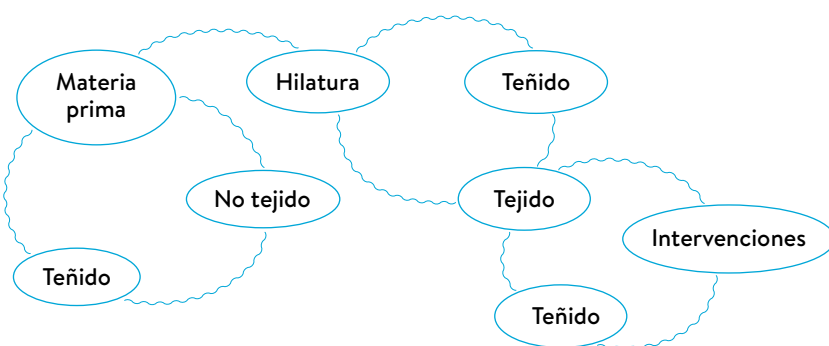 Materia
prima
Hilatura
Teñido
No tejido
Tejido
Intervenciones
Teñido
Teñido